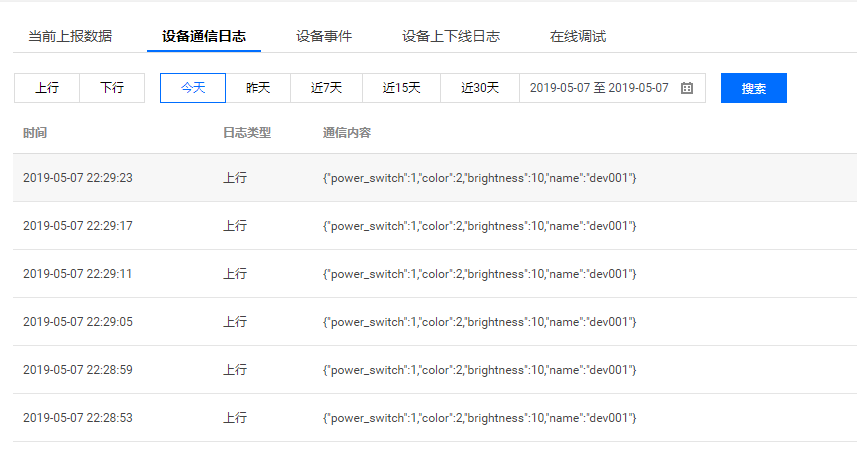 当前上报数据 设备通信日志 设备事件 设备上下线日志 在线调试
上行 下行 今天 昨天 近7天 近15天 近30天 2019-05-07 至 2019-05-07 搜索
时间 日志类型 通信内容
2019-05-07 22:29:23 上行 {"power_switch":1,"color":2,"brightness":10,"name":"dev001"}
2019-05-07 22:29:17 上行 {"power_switch":1,"color":2,"brightness":10,"name":"dev001"}
2019-05-07 22:29:11 上行 {"power_switch":1,"color":2,"brightness":10,"name":"dev001"}
2019-05-07 22:29:05 上行 {"power_switch":1,"color":2,"brightness":10,"name":"dev001"}
2019-05-07 22:28:59 上行 {"power_switch":1,"color":2,"brightness":10,"name":"dev001"}
2019-05-07 22:28:53 上行 {"power_switch":1,"color":2,"brightness":10,"name":"dev001"}